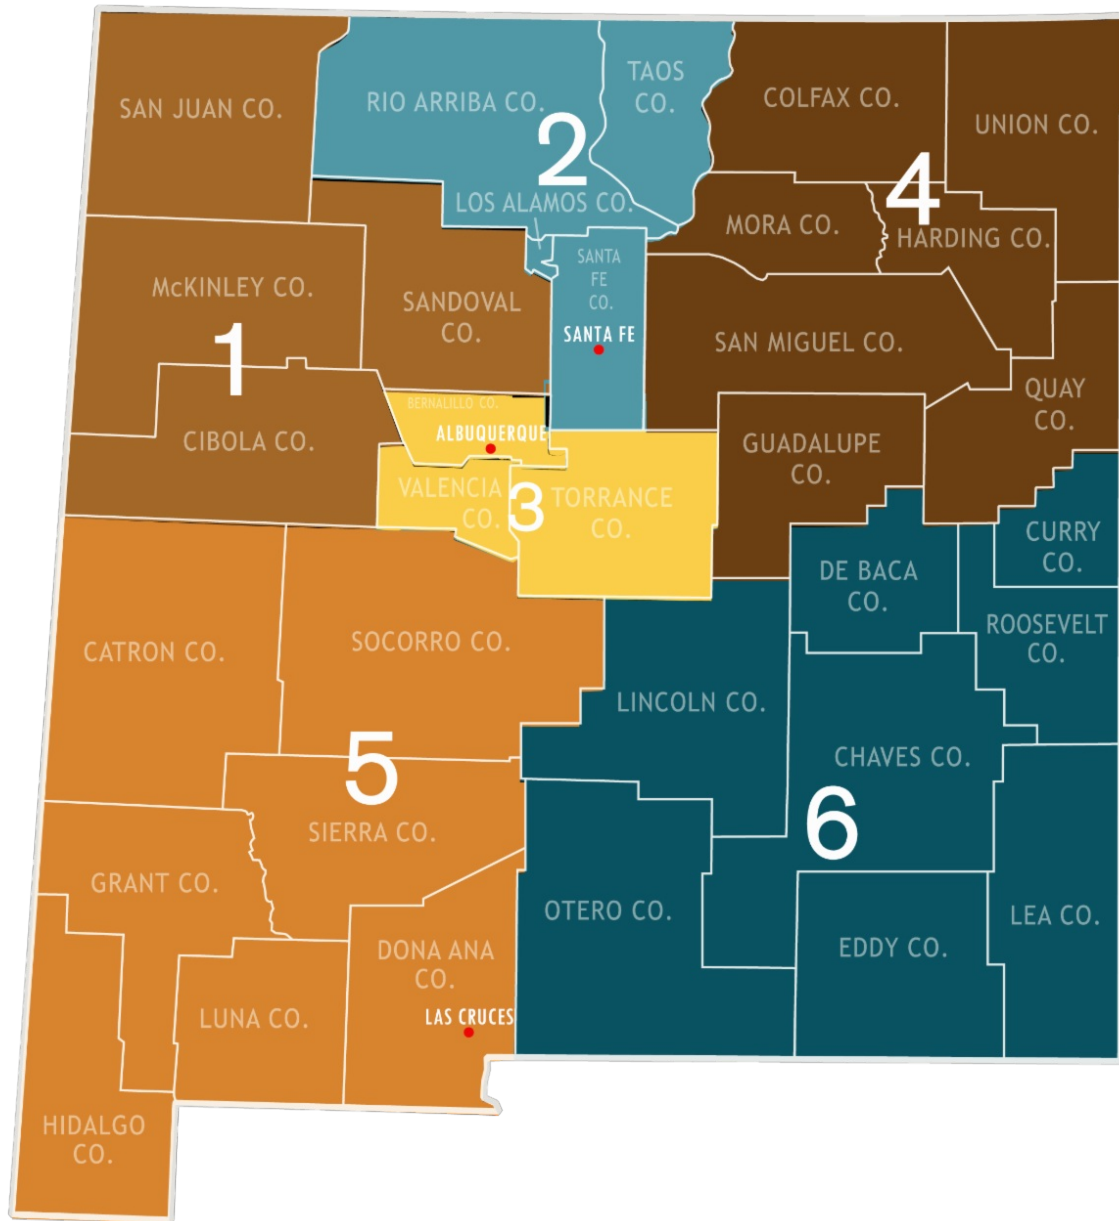 SAN JUAN CO.
RIO ARRIBA CO.
TAOS
CO.
COLFAX CO.
UNION CO.
2
4
LOS ALAMOS CO.
MORA CO.
HARDING CO.
McKINLEY CO.
SANDOVAL
CO.
SANTA
FE
CO.
SANTA FE
SAN MIGUEL CO.
1
QUAY
CO.
BERNALILLO CO.
ALBUQUERQUE
CIBOLA CO.
GUADALUPE
CO.
VALENCIA
CO.
3
TORRANCE
CO.
CURRY
CO.
DE BACA
CO.
ROOSEVELT
CO.
CATRON CO.
SOCORRO CO.
LINCOLN CO.
CHAVES CO.
5
6
SIERRA CO.
GRANT CO.
OTERO CO.
LEA CO.
DONA ANA
CO.
EDDY CO.
LUNA CO.
LAS CRUCES
HIDALGO
CO.